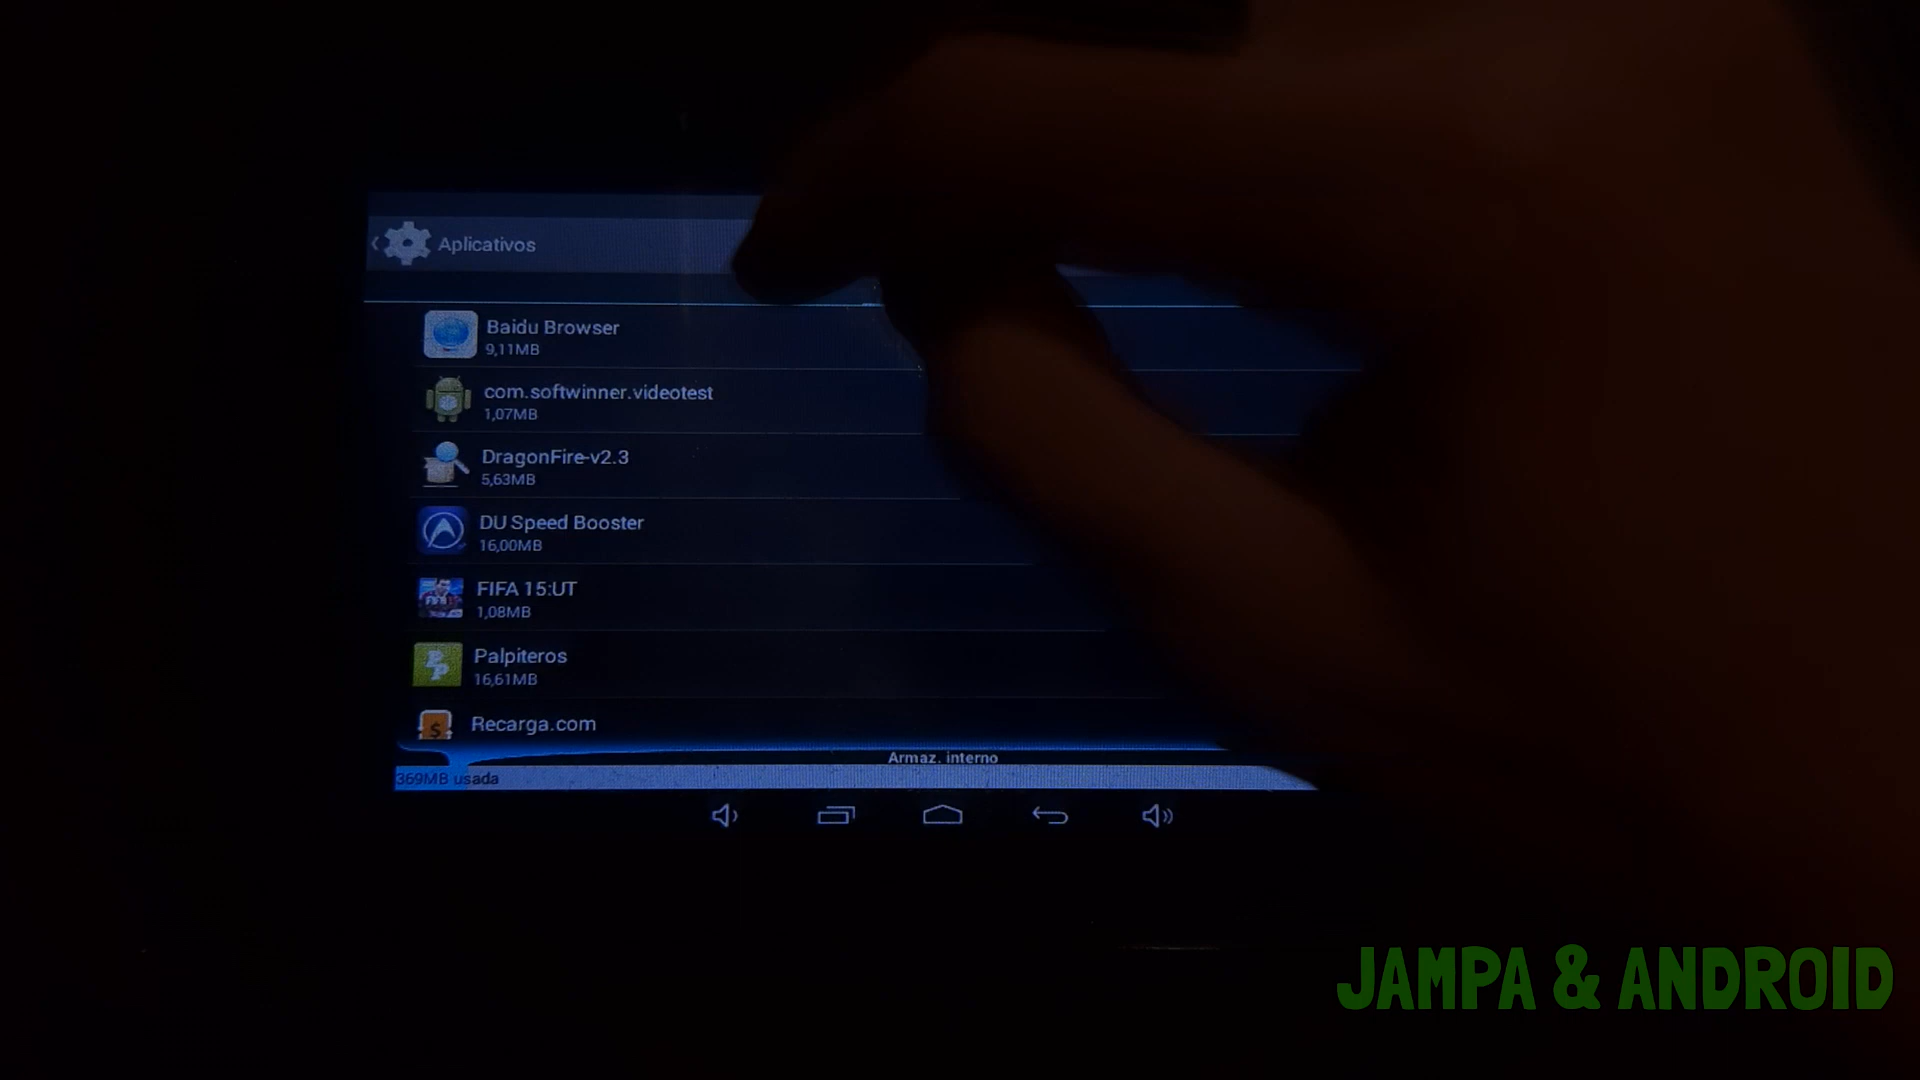 Aplicativos
Baidu Browser
9,11MB
com.softwinner.videotest
1,07MB
DragonFire-v2.3
5,63MB
DU Speed Booster
16,00MB
FIFA 15:UT
1,08MB
Palpiteros
16,61MB
Recarga.com
Armaz. interno
369MB usada
JAMPA & ANDROID